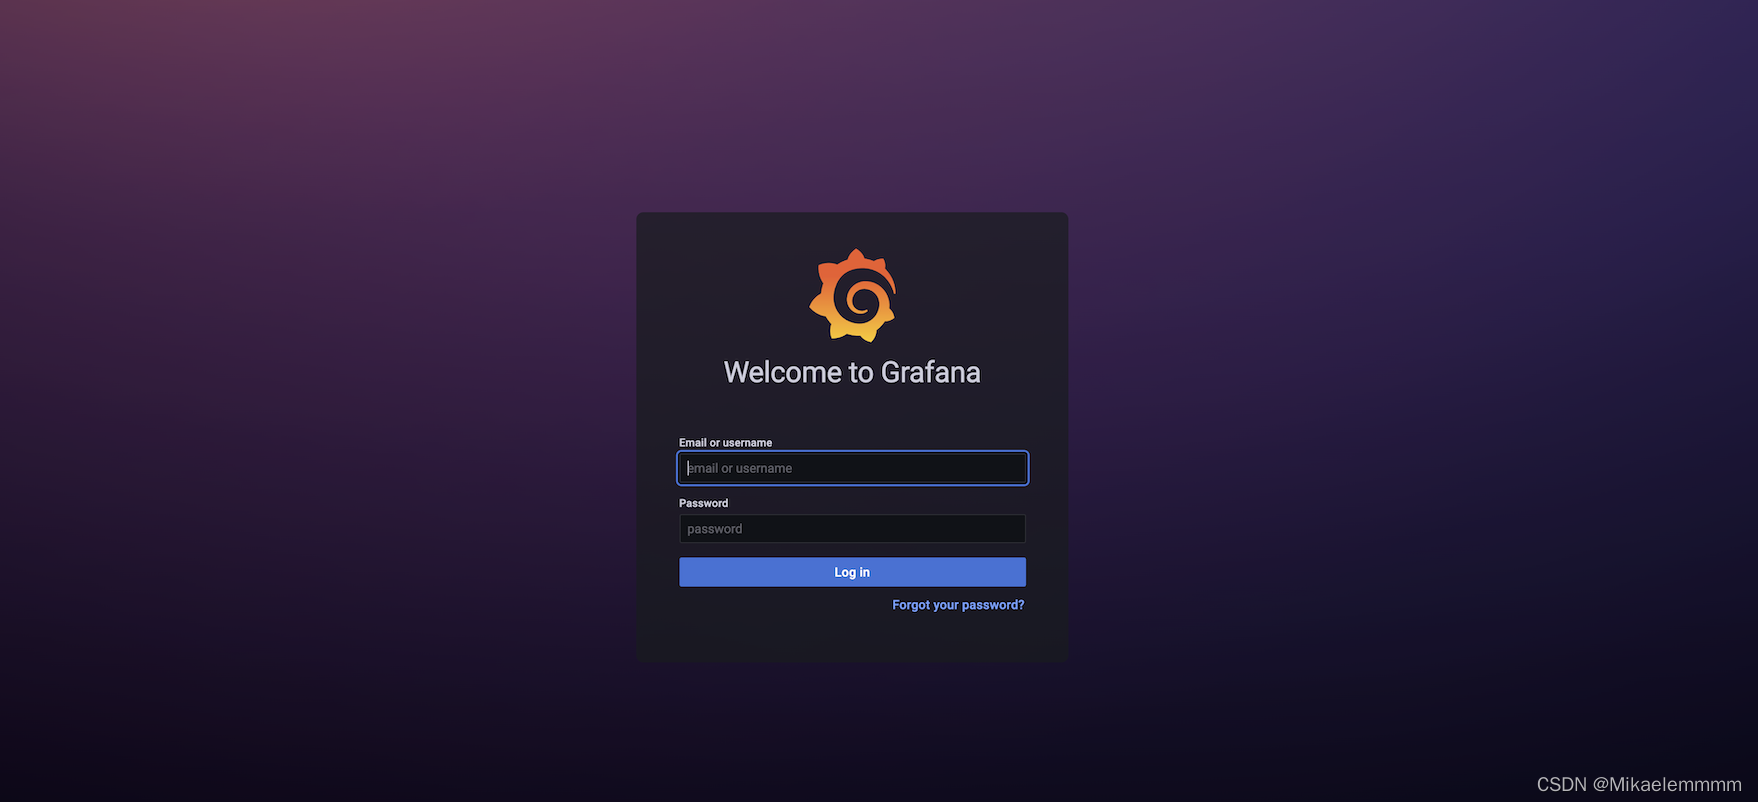 Welcome to Grafana
Email or username
email or username
Password
password
Log in
Forgot your password?
CSDN @Mikaelemmmm